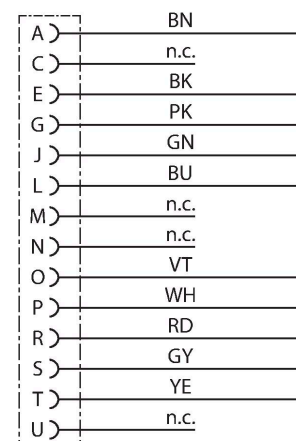 A BN
C n.c.
E BK
G PK
J GN
L BU
M n.c.
N n.c.
O VT
P WH
R RD
S GY
T YE
U n.c.